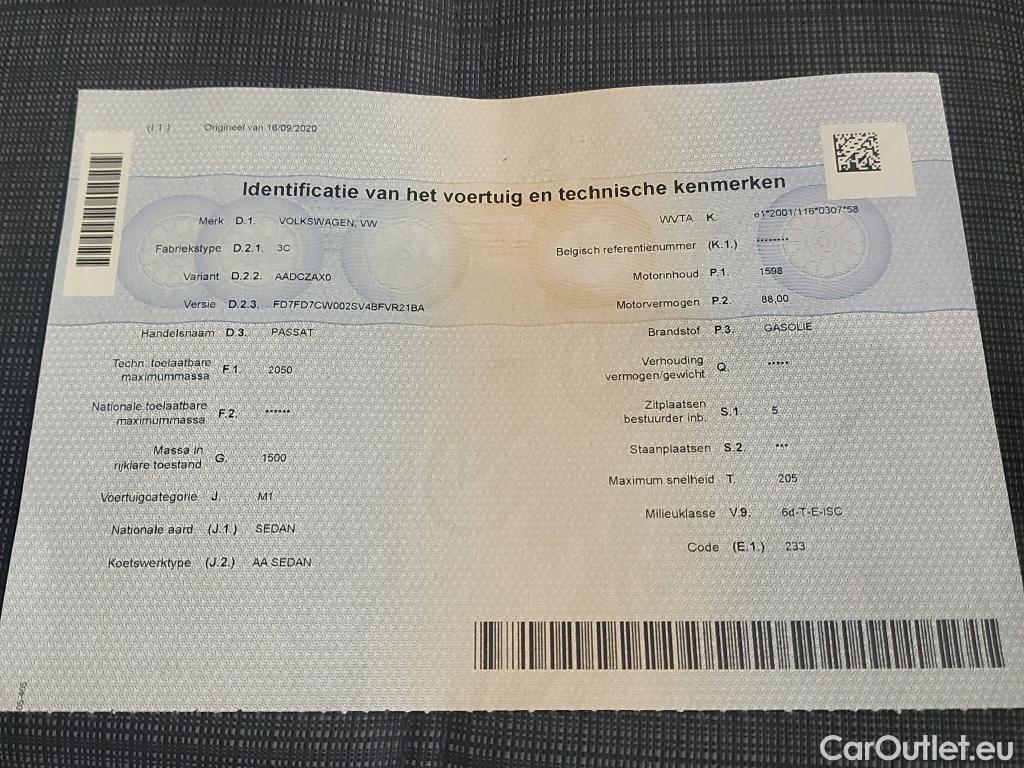 (I 1 ) Origineel van 16/09/2020
Identificatie van het voertuig en technische kenmerken
Merk D.1. VOLKSWAGEN, VW
Fabriekstype D.2.1. 3C
Variant D.2.2. AADCZAX0
Versie D.2.3. FD7FD7CW002SV4BFVR21BA
Handelsnaam D.3. PASSAT
Techn. toelaatbare
maximummassa F.1. 2050
Nationale toelaatbare
maximummassa F.2. ******
Massa in
rijklare toestand G. 1500
Voertuigcategorie J. M1
Nationale aard (J.1.) SEDAN
Koetswerktype (J.2.) AA SEDAN
WVTA K. e1*2001/116*0307*58
Belgisch referentienummer (K.1.) ********
Motorinhoud P.1. 1598
Motorvermogen P.2. 88,00
Brandstof P.3. GASOLIE
Verhouding
vermogen/gewicht Q. *****
Zitplaatsen
bestuurder inb. S.1. 5
Staanplaatsen S.2. ***
Maximum snelheid T. 205
Milieuklasse V.9. 6d-T-E-ISC
Code (E.1.) 233
CarOutlet.eu